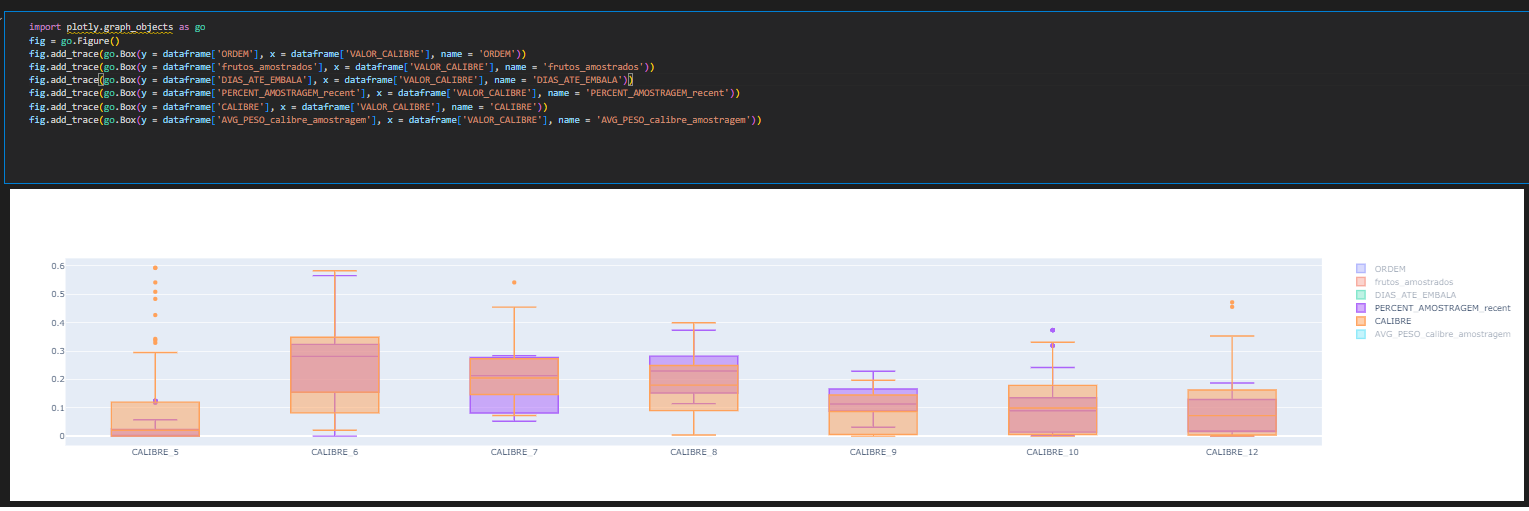 import plotly.graph_objects as go
fig = go.Figure()
fig.add_trace(go.Box(y = dataframe['ORDEM'], x = dataframe['VALOR_CALIBRE'], name = 'ORDEM'))
fig.add_trace(go.Box(y = dataframe['frutos_amostrados'], x = dataframe['VALOR_CALIBRE'], name = 'frutos_amostrados'))
fig.add_trace(go.Box(y = dataframe['DIAS_ATE_EMBALA'], x = dataframe['VALOR_CALIBRE'], name = 'DIAS_ATE_EMBALA'))
fig.add_trace(go.Box(y = dataframe['PERCENT_AMOSTRAGEM_recent'], x = dataframe['VALOR_CALIBRE'], name = 'PERCENT_AMOSTRAGEM_recent'))
fig.add_trace(go.Box(y = dataframe['CALIBRE'], x = dataframe['VALOR_CALIBRE'], name = 'CALIBRE'))
fig.add_trace(go.Box(y = dataframe['AVG_PESO_calibre_amostragem'], x = dataframe['VALOR_CALIBRE'], name = 'AVG_PESO_calibre_amostragem'))
0.6
0.5
0.4
0.3
0.2
0.1
0
CALIBRE_5 CALIBRE_6 CALIBRE_7 CALIBRE_8 CALIBRE_9 CALIBRE_10 CALIBRE_12
ORDEM
frutos_amostrados
DIAS_ATE_EMBALA
PERCENT_AMOSTRAGEM_recent
CALIBRE
AVG_PESO_calibre_amostragem